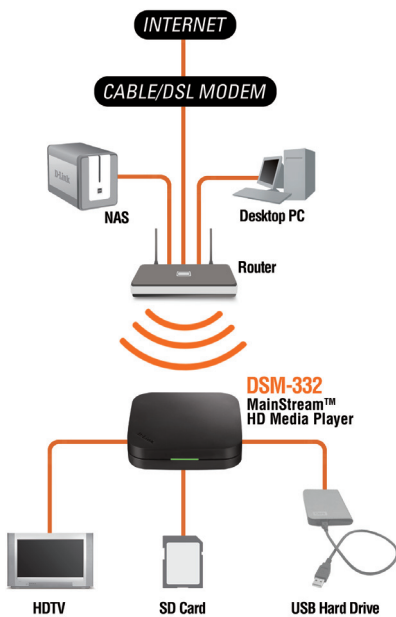 INTERNET
CABLE/DSL MODEM
D-Link
NAS
Desktop PC
Router
DSM-332
MainStream™
HD Media Player
HDTV
SD Card
USB Hard Drive